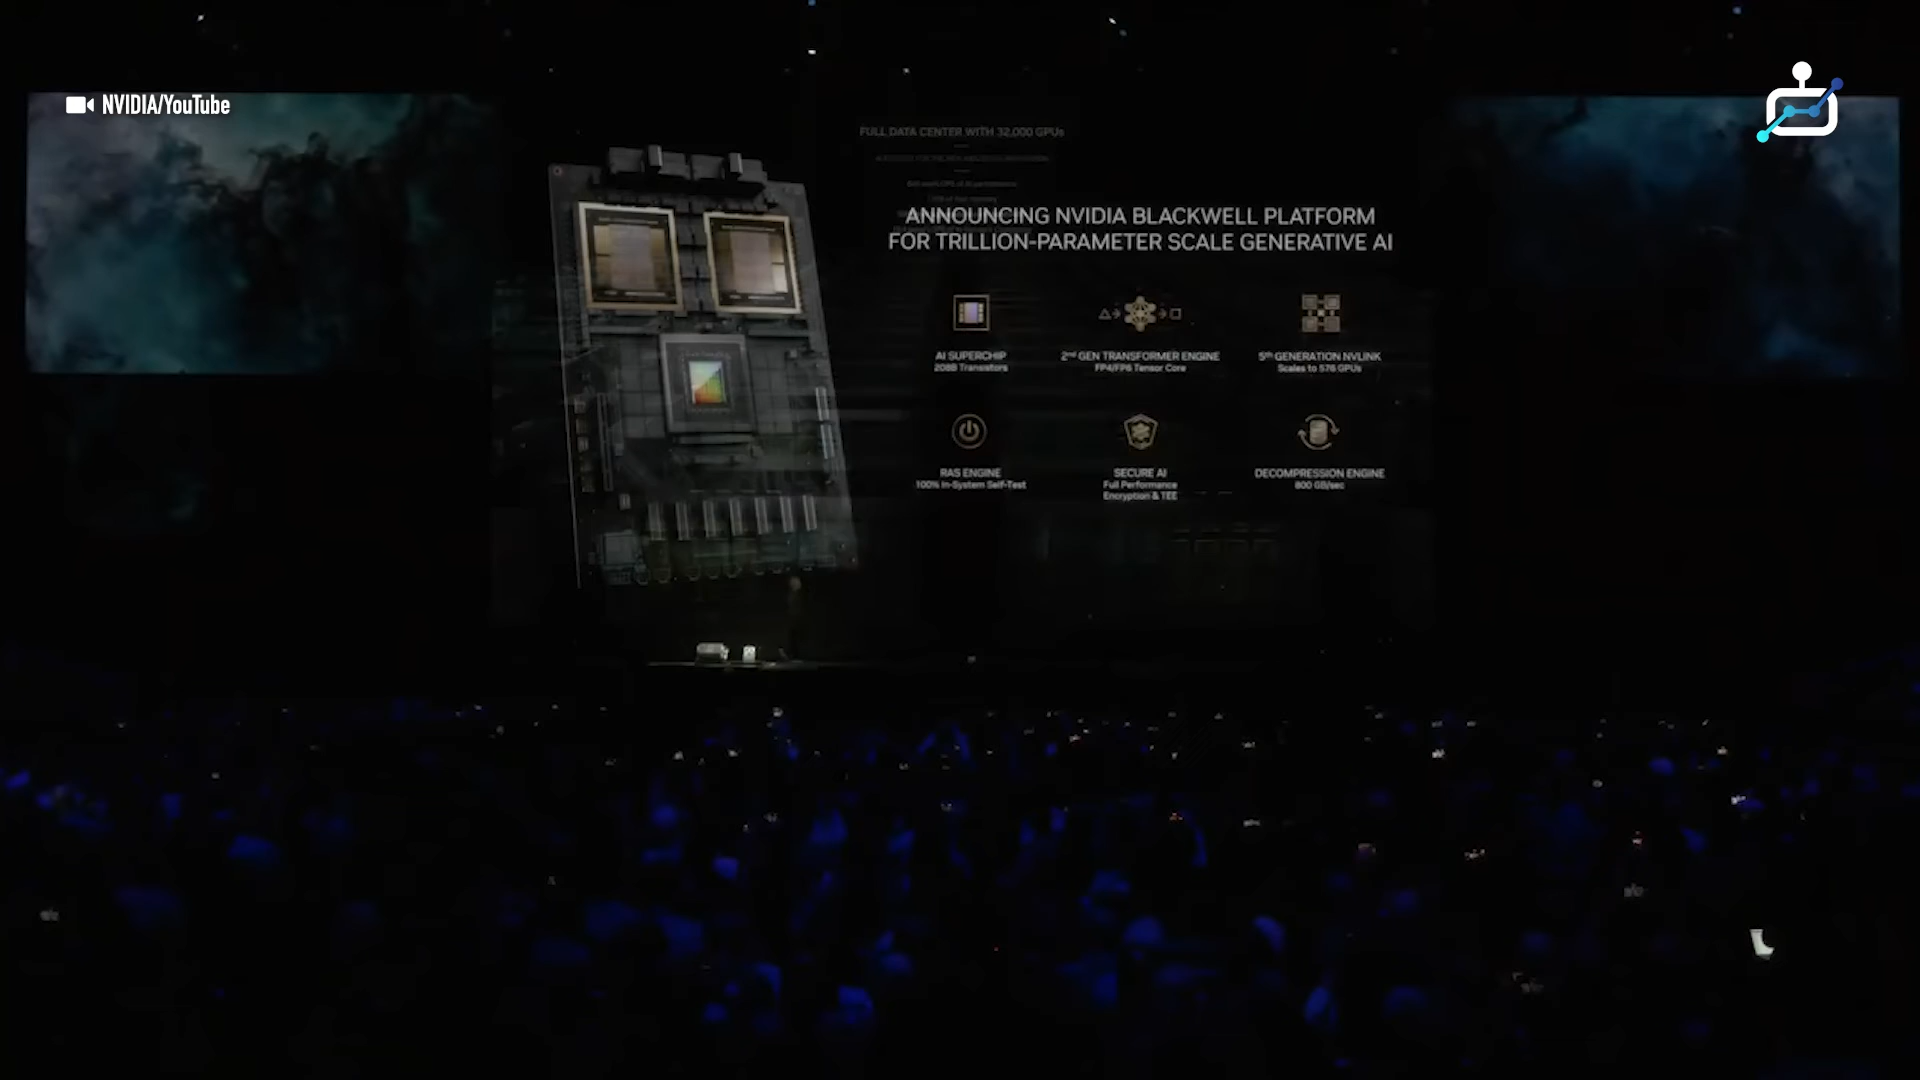 NVIDIA/YouTube
FULL DATA CENTER WITH 32,000 GPUs
ANNOUNCING NVIDIA BLACKWELL PLATFORM
FOR TRILLION-PARAMETER SCALE GENERATIVE AI
AI SUPERCHIP
208B Transistors
2nd GEN TRANSFORMER ENGINE
FP4/FP6 Tensor Core
5th GENERATION NVLINK
Scales to 576 GPUs
RAS ENGINE
100% In-System Self-Test
SECURE AI
Full Performance
Encryption & TEE
DECOMPRESSION ENGINE
800 GB/sec